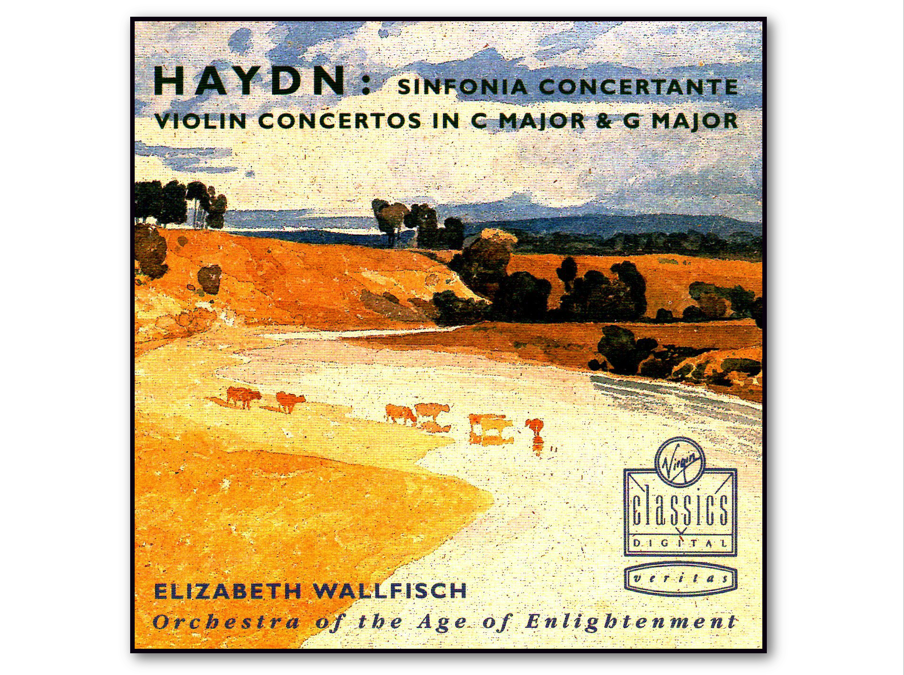 HAYDN: SINFONIA CONCERTANTE
VIOLIN CONCERTOS IN C MAJOR & G MAJOR
Virgin
classics
DIGITAL
veritas
ELIZABETH WALLFISCH
Orchestra of the Age of Enlightenment